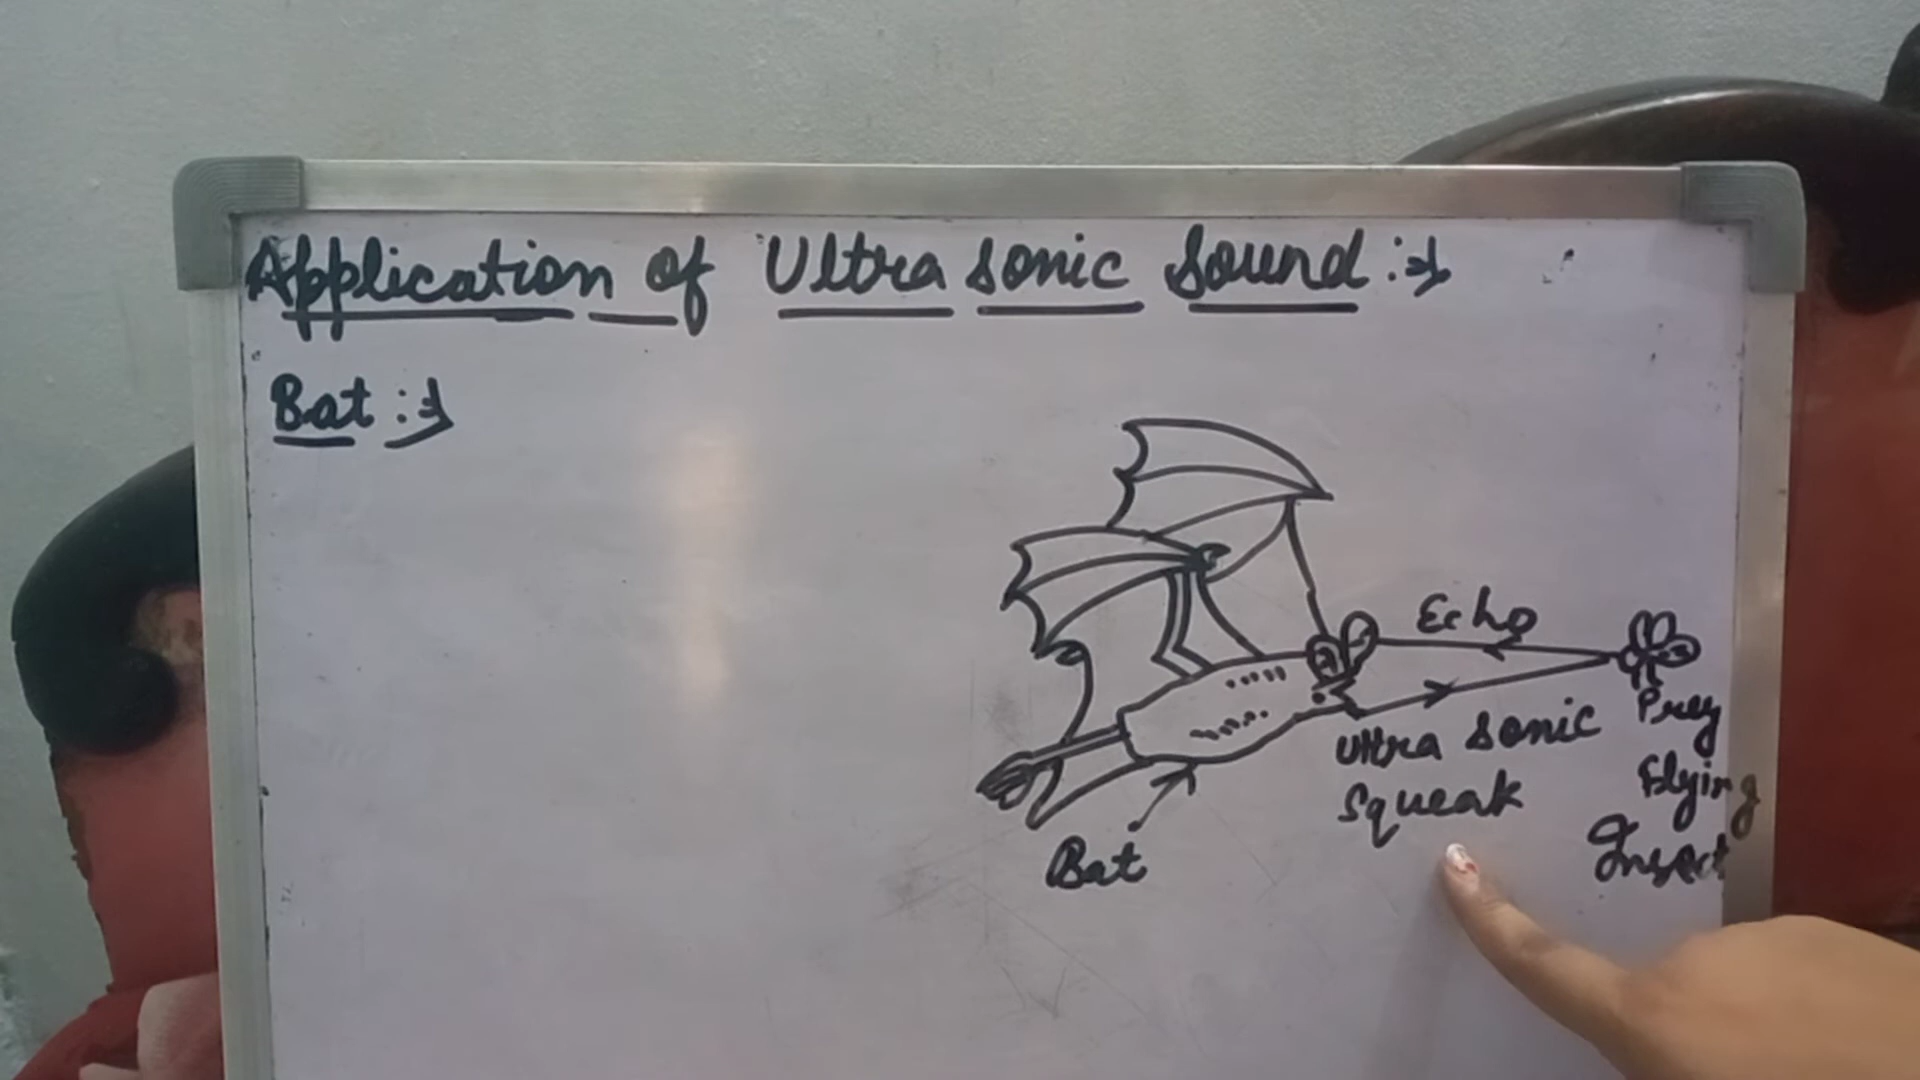 Application of Ultra sonic Sound :⇒
Bat :⇒
Echo
Ultra sonic
Squeak
Prey
Flying
Insect
Bat